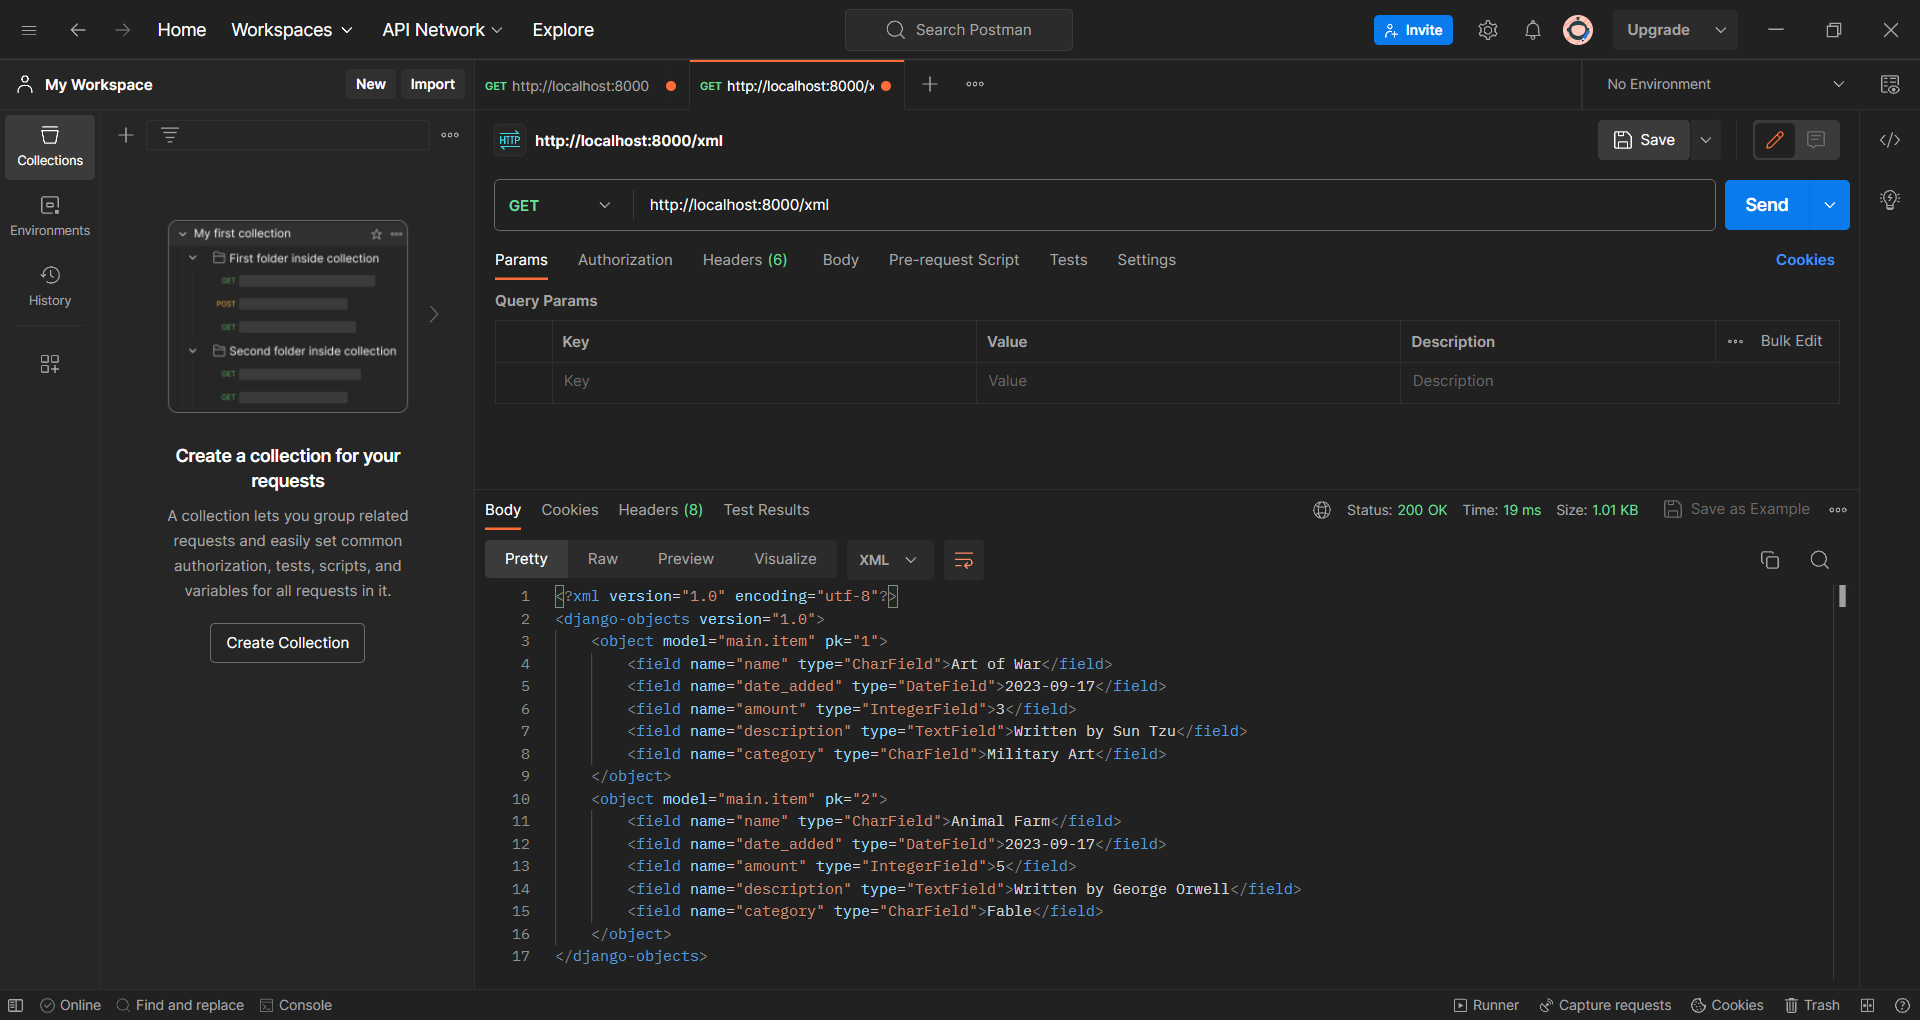 Home Workspaces API Network Explore Search Postman Invite Upgrade
My Workspace New Import GET http://localhost:8000 GET http://localhost:8000/x No Environment
Collections
Environments
History
My first collection
First folder inside collection
GET
POST
GET
Second folder inside collection
GET
GET
Create a collection for your
requests
A collection lets you group related
requests and easily set common
authorization, tests, scripts, and
variables for all requests in it.
Create Collection
HTTP http://localhost:8000/xml Save
GET http://localhost:8000/xml Send
Params Authorization Headers (6) Body Pre-request Script Tests Settings Cookies
Query Params
Key Value Description Bulk Edit
Key Value Description
Body Cookies Headers (8) Test Results Status: 200 OK Time: 19 ms Size: 1.01 KB Save as Example
Pretty Raw Preview Visualize XML
1 <?xml version="1.0" encoding="utf-8"?>
2 <django-objects version="1.0">
3 <object model="main.item" pk="1">
4 <field name="name" type="CharField">Art of War</field>
5 <field name="date_added" type="DateField">2023-09-17</field>
6 <field name="amount" type="IntegerField">3</field>
7 <field name="description" type="TextField">Written by Sun Tzu</field>
8 <field name="category" type="CharField">Military Art</field>
9 </object>
10 <object model="main.item" pk="2">
11 <field name="name" type="CharField">Animal Farm</field>
12 <field name="date_added" type="DateField">2023-09-17</field>
13 <field name="amount" type="IntegerField">5</field>
14 <field name="description" type="TextField">Written by George Orwell</field>
15 <field name="category" type="CharField">Fable</field>
16 </object>
17 </django-objects>
Online Find and replace Console Runner Capture requests Cookies Trash